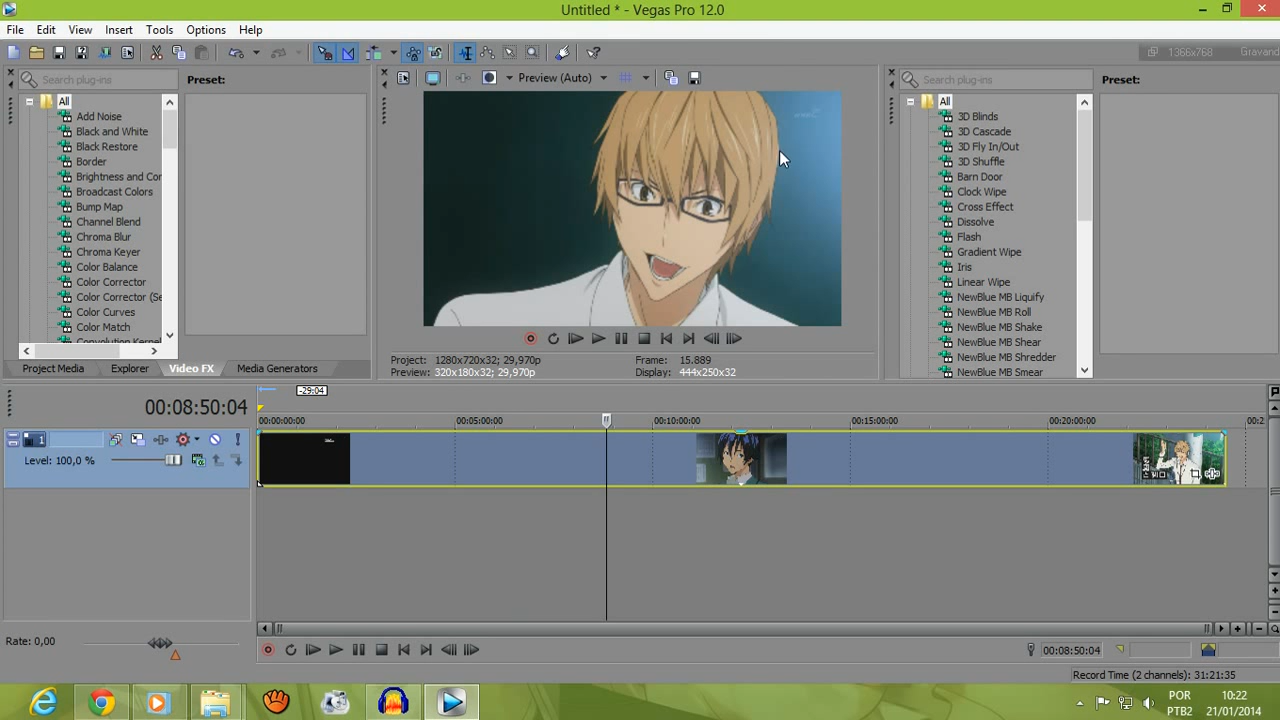 Untitled * - Vegas Pro 12.0
File Edit View Insert Tools Options Help
1366x768 Gravand
Search plug-ins Preset:
All
Add Noise
Black and White
Black Restore
Border
Brightness and Cor
Broadcast Colors
Bump Map
Channel Blend
Chroma Blur
Chroma Keyer
Color Balance
Color Corrector
Color Corrector (Se
Color Curves
Color Match
Convolution Kernel
Project Media Explorer Video FX Media Generators
Preview (Auto)
Project: 1280x720x32; 29,970p Frame: 15.889
Preview: 320x180x32; 29,970p Display: 444x250x32
Search plug-ins Preset:
All
3D Blinds
3D Cascade
3D Fly In/Out
3D Shuffle
Barn Door
Clock Wipe
Cross Effect
Dissolve
Flash
Gradient Wipe
Iris
Linear Wipe
NewBlue MB Liquify
NewBlue MB Roll
NewBlue MB Shake
NewBlue MB Shear
NewBlue MB Shredder
NewBlue MB Smear
-29:04
00:08:50:04
00:00:00:00 00:05:00:00 00:10:00:00 00:15:00:00 00:20:00:00 00:2
1
Level: 100,0 %
Rate: 0,00
00:08:50:04
Record Time (2 channels): 31:21:35
POR 10:22
PTB2 21/01/2014